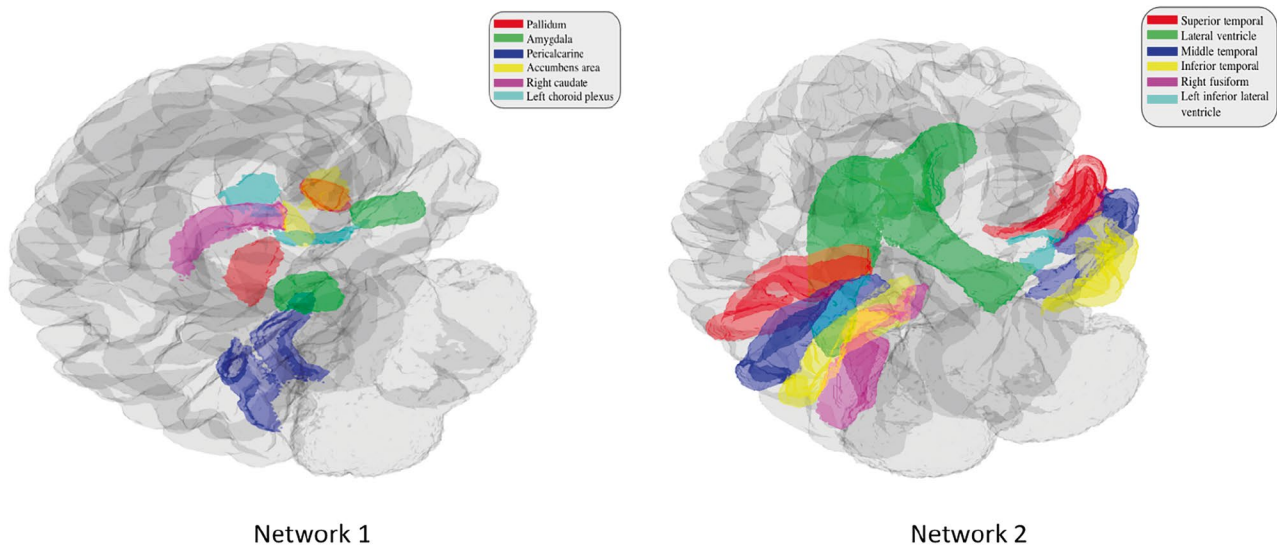 Pallidum
Amygdala
Pericalcarine
Accumbens area
Right caudate
Left choroid plexus
Superior temporal
Lateral ventricle
Middle temporal
Inferior temporal
Right fusiform
Left inferior lateral
ventricle
Network 1
Network 2